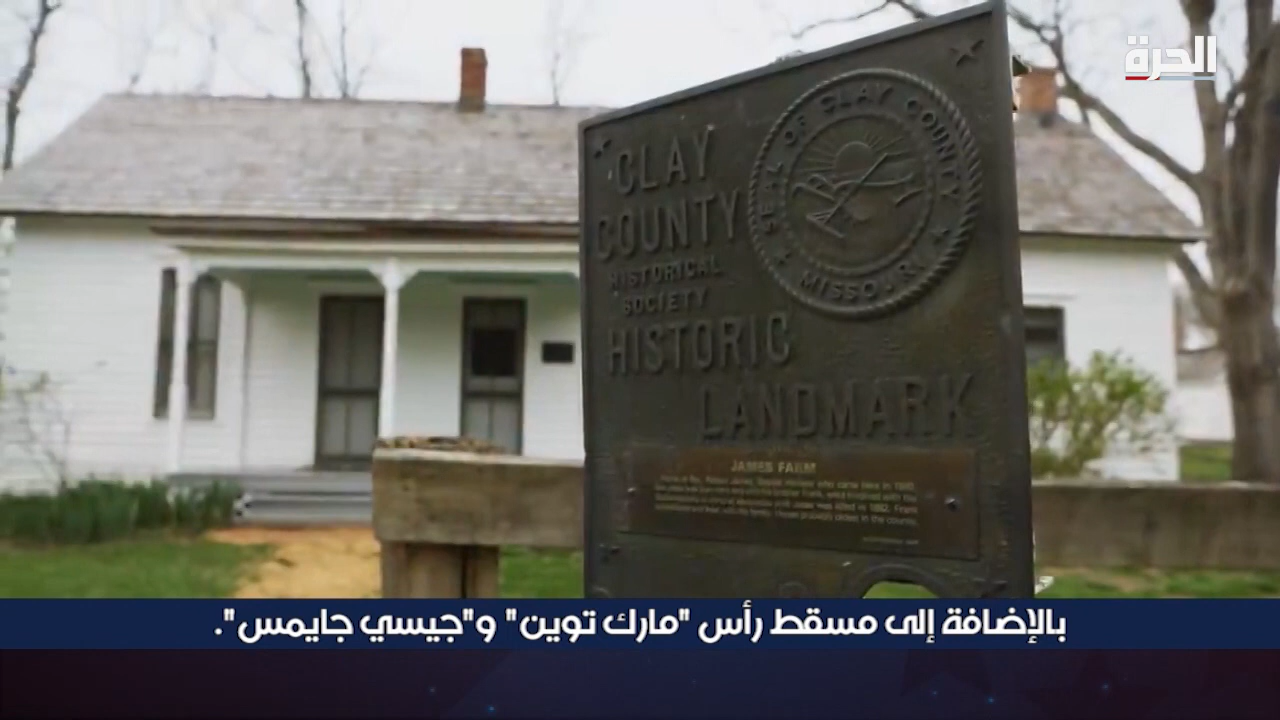 الحرة
CLAY
COUNTY
HISTORICAL
SOCIETY
HISTORIC
LANDMARK
SEAL OF CLAY COUNTY
MISSOURI
JAMES FARM
بالإضافة إلى مسقط رأس "مارك توين" و"جيسي جايمس".